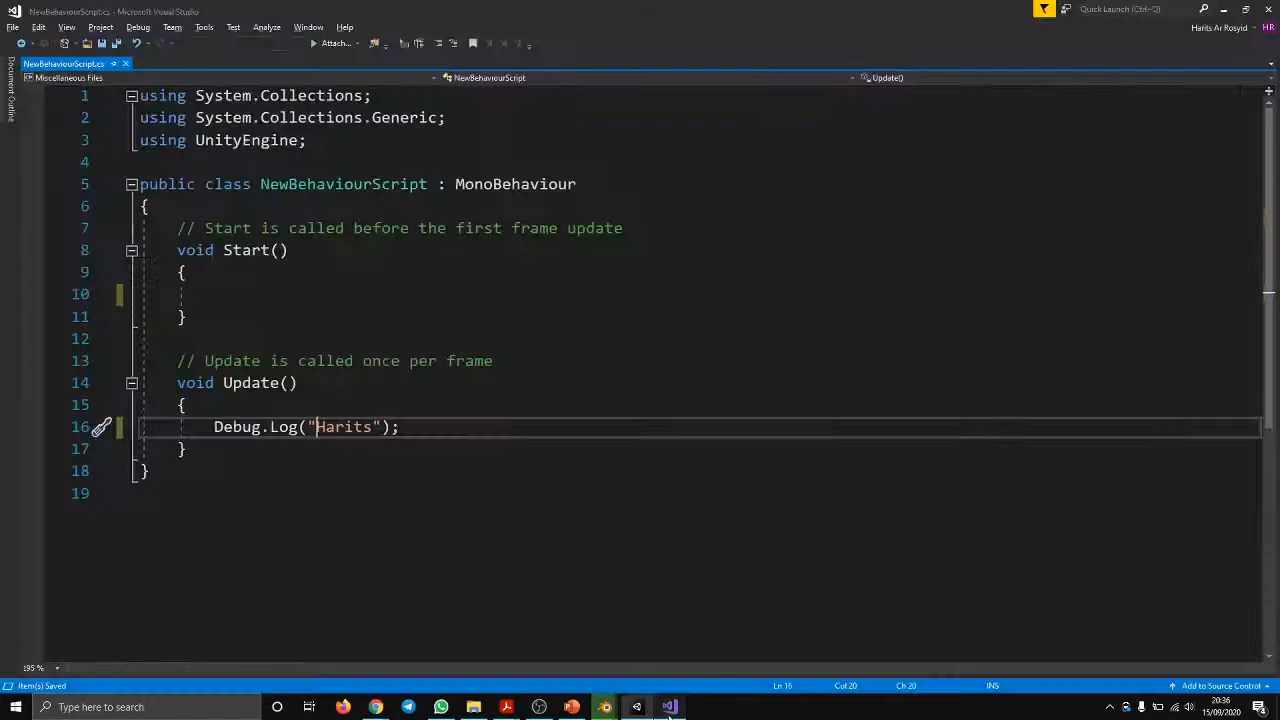 NewBehaviourScript.cs - Microsoft Visual Studio
Quick Launch (Ctrl+Q)
File Edit View Project Debug Team Tools Test Analyze Window Help
Harits Ar Rosyid HR
Attach...
NewBehaviourScript.cs
Document Outline
Miscellaneous Files
NewBehaviourScript
Update()
1 using System.Collections;
2 using System.Collections.Generic;
3 using UnityEngine;
4
5 public class NewBehaviourScript : MonoBehaviour
6 {
7 // Start is called before the first frame update
8 void Start()
9 {
10
11 }
12
13 // Update is called once per frame
14 void Update()
15 {
16 Debug.Log("Harits");
17 }
18 }
19
195 %
Item(s) Saved
Ln 16 Col 20 Ch 20 INS
Add to Source Control
Type here to search
20:36
15/09/2020